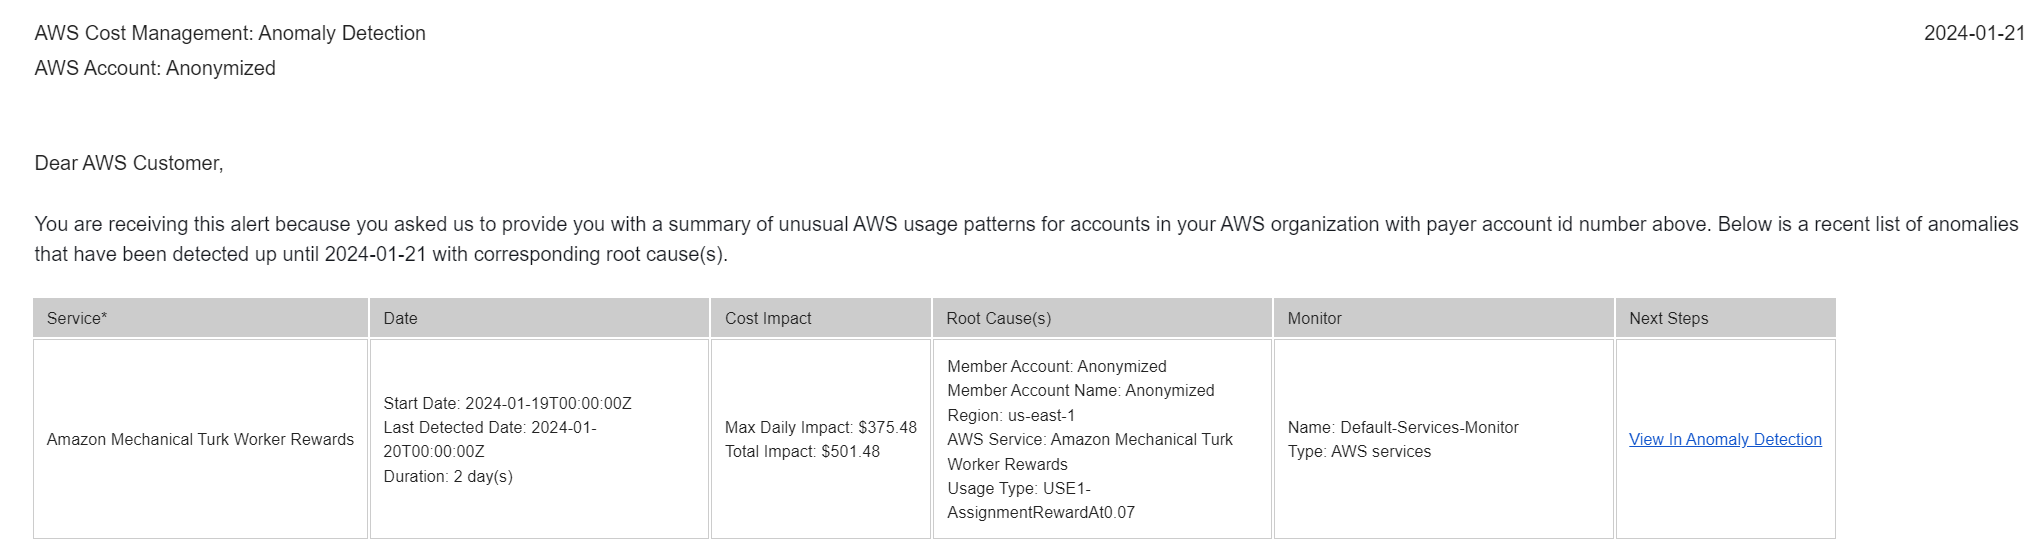 AWS Cost Management: Anomaly Detection
2024-01-21
AWS Account: Anonymized
Dear AWS Customer,
You are receiving this alert because you asked us to provide you with a summary of unusual AWS usage patterns for accounts in your AWS organization with payer account id number above. Below is a recent list of anomalies
that have been detected up until 2024-01-21 with corresponding root cause(s).
Service*
Date
Cost Impact
Root Cause(s)
Monitor
Next Steps
Amazon Mechanical Turk Worker Rewards
Start Date: 2024-01-19T00:00:00Z
Last Detected Date: 2024-01-
20T00:00:00Z
Duration: 2 day(s)
Max Daily Impact: $375.48
Total Impact: $501.48
Member Account: Anonymized
Member Account Name: Anonymized
Region: us-east-1
AWS Service: Amazon Mechanical Turk
Worker Rewards
Usage Type: USE1-
AssignmentRewardAt0.07
Name: Default-Services-Monitor
Type: AWS services
View In Anomaly Detection